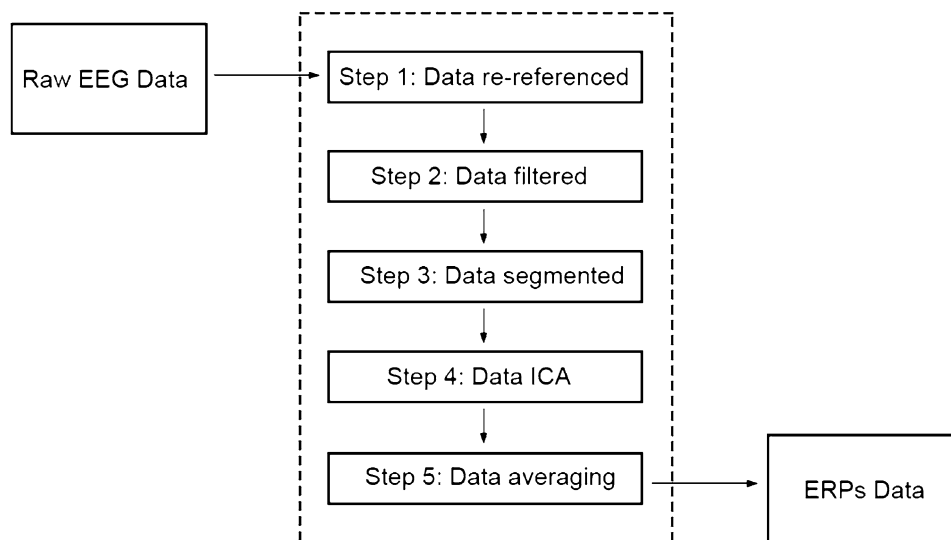 Raw EEG Data
Step 1: Data re-referenced
Step 2: Data filtered
Step 3: Data segmented
Step 4: Data ICA
Step 5: Data averaging
ERPs Data